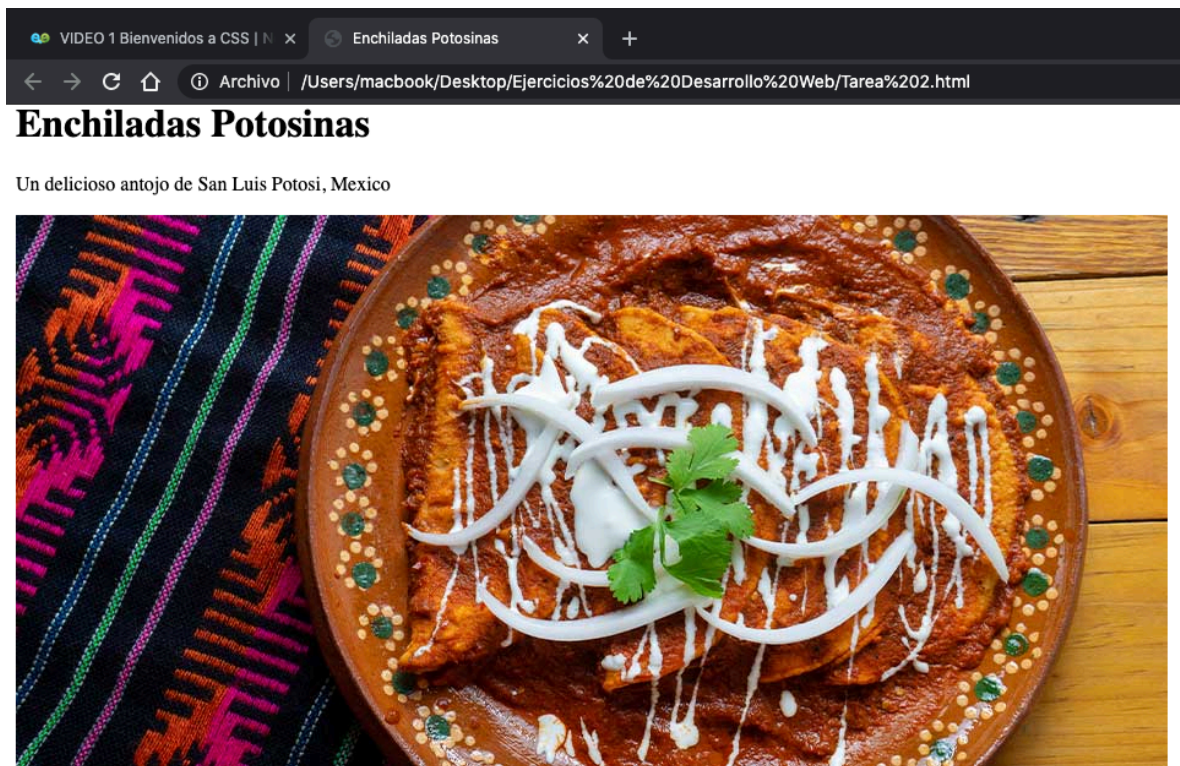 VIDEO 1 Bienvenidos a CSS | N
Enchiladas Potosinas
Archivo
/Users/macbook/Desktop/Ejercicios%20de%20Desarrollo%20Web/Tarea%202.html
Enchiladas Potosinas
Un delicioso antojo de San Luis Potosi, Mexico